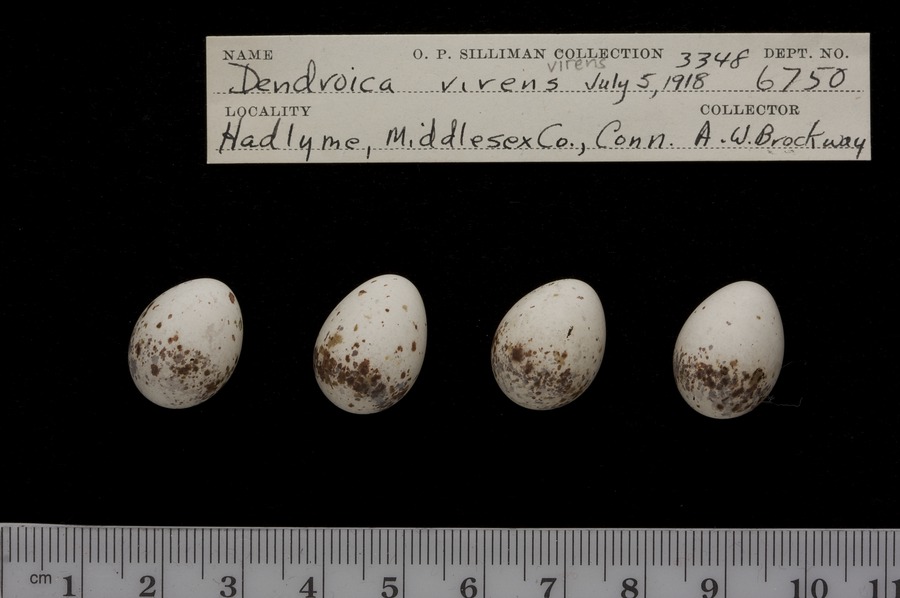 NAME O. P. SILLIMAN COLLECTION 3348 DEPT. NO.
virens
Dendroica virens July 5, 1918 6750
LOCALITY COLLECTOR
Hadlyme, Middlesex Co., Conn. A. W. Brockway
cm 1 2 3 4 5 6 7 8 9 10 11